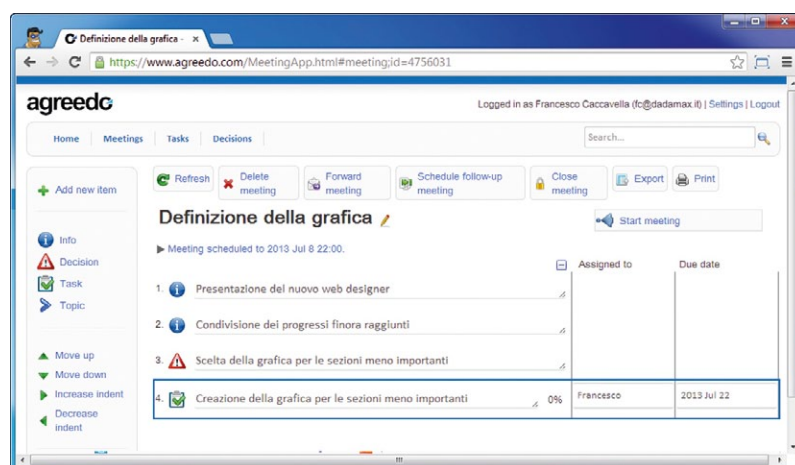 Definizione della grafica -
https://www.agreedo.com/MeetingApp.html#meeting;id=4756031
agreedo
Logged in as Francesco Caccavella (fc@dadamax.it) | Settings | Logout
Home Meetings Tasks Decisions
Search...
Add new item
Refresh
Delete meeting
Forward meeting
Schedule follow-up meeting
Close meeting
Export
Print
Definizione della grafica
Start meeting
Meeting scheduled to 2013 Jul 8 22:00.
Info
Decision
Task
Topic
Assigned to Due date
1. Presentazione del nuovo web designer
2. Condivisione dei progressi finora raggiunti
3. Scelta della grafica per le sezioni meno importanti
4. Creazione della grafica per le sezioni meno importanti 0% Francesco 2013 Jul 22
Move up
Move down
Increase indent
Decrease
indent